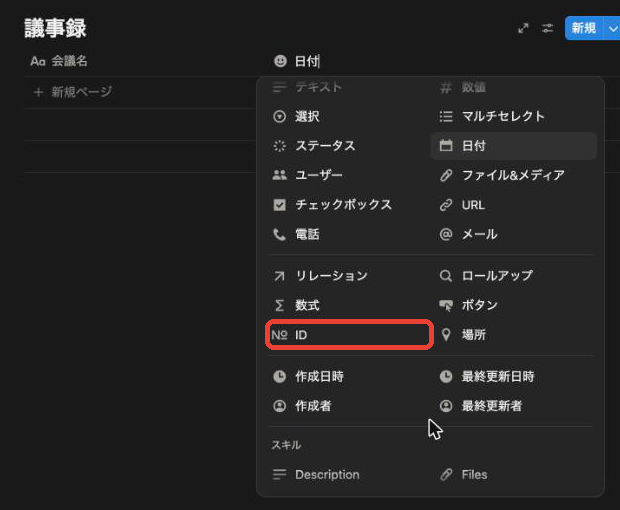 議事録
新規
Aa 会議名
日付
+ 新規ページ
テキスト
# 数値
選択
マルチセレクト
ステータス
日付
ユーザー
ファイル&メディア
チェックボックス
URL
電話
@ メール
リレーション
ロールアップ
Σ 数式
ボタン
№ ID
場所
作成日時
最終更新日時
作成者
最終更新者
スキル
Description
Files